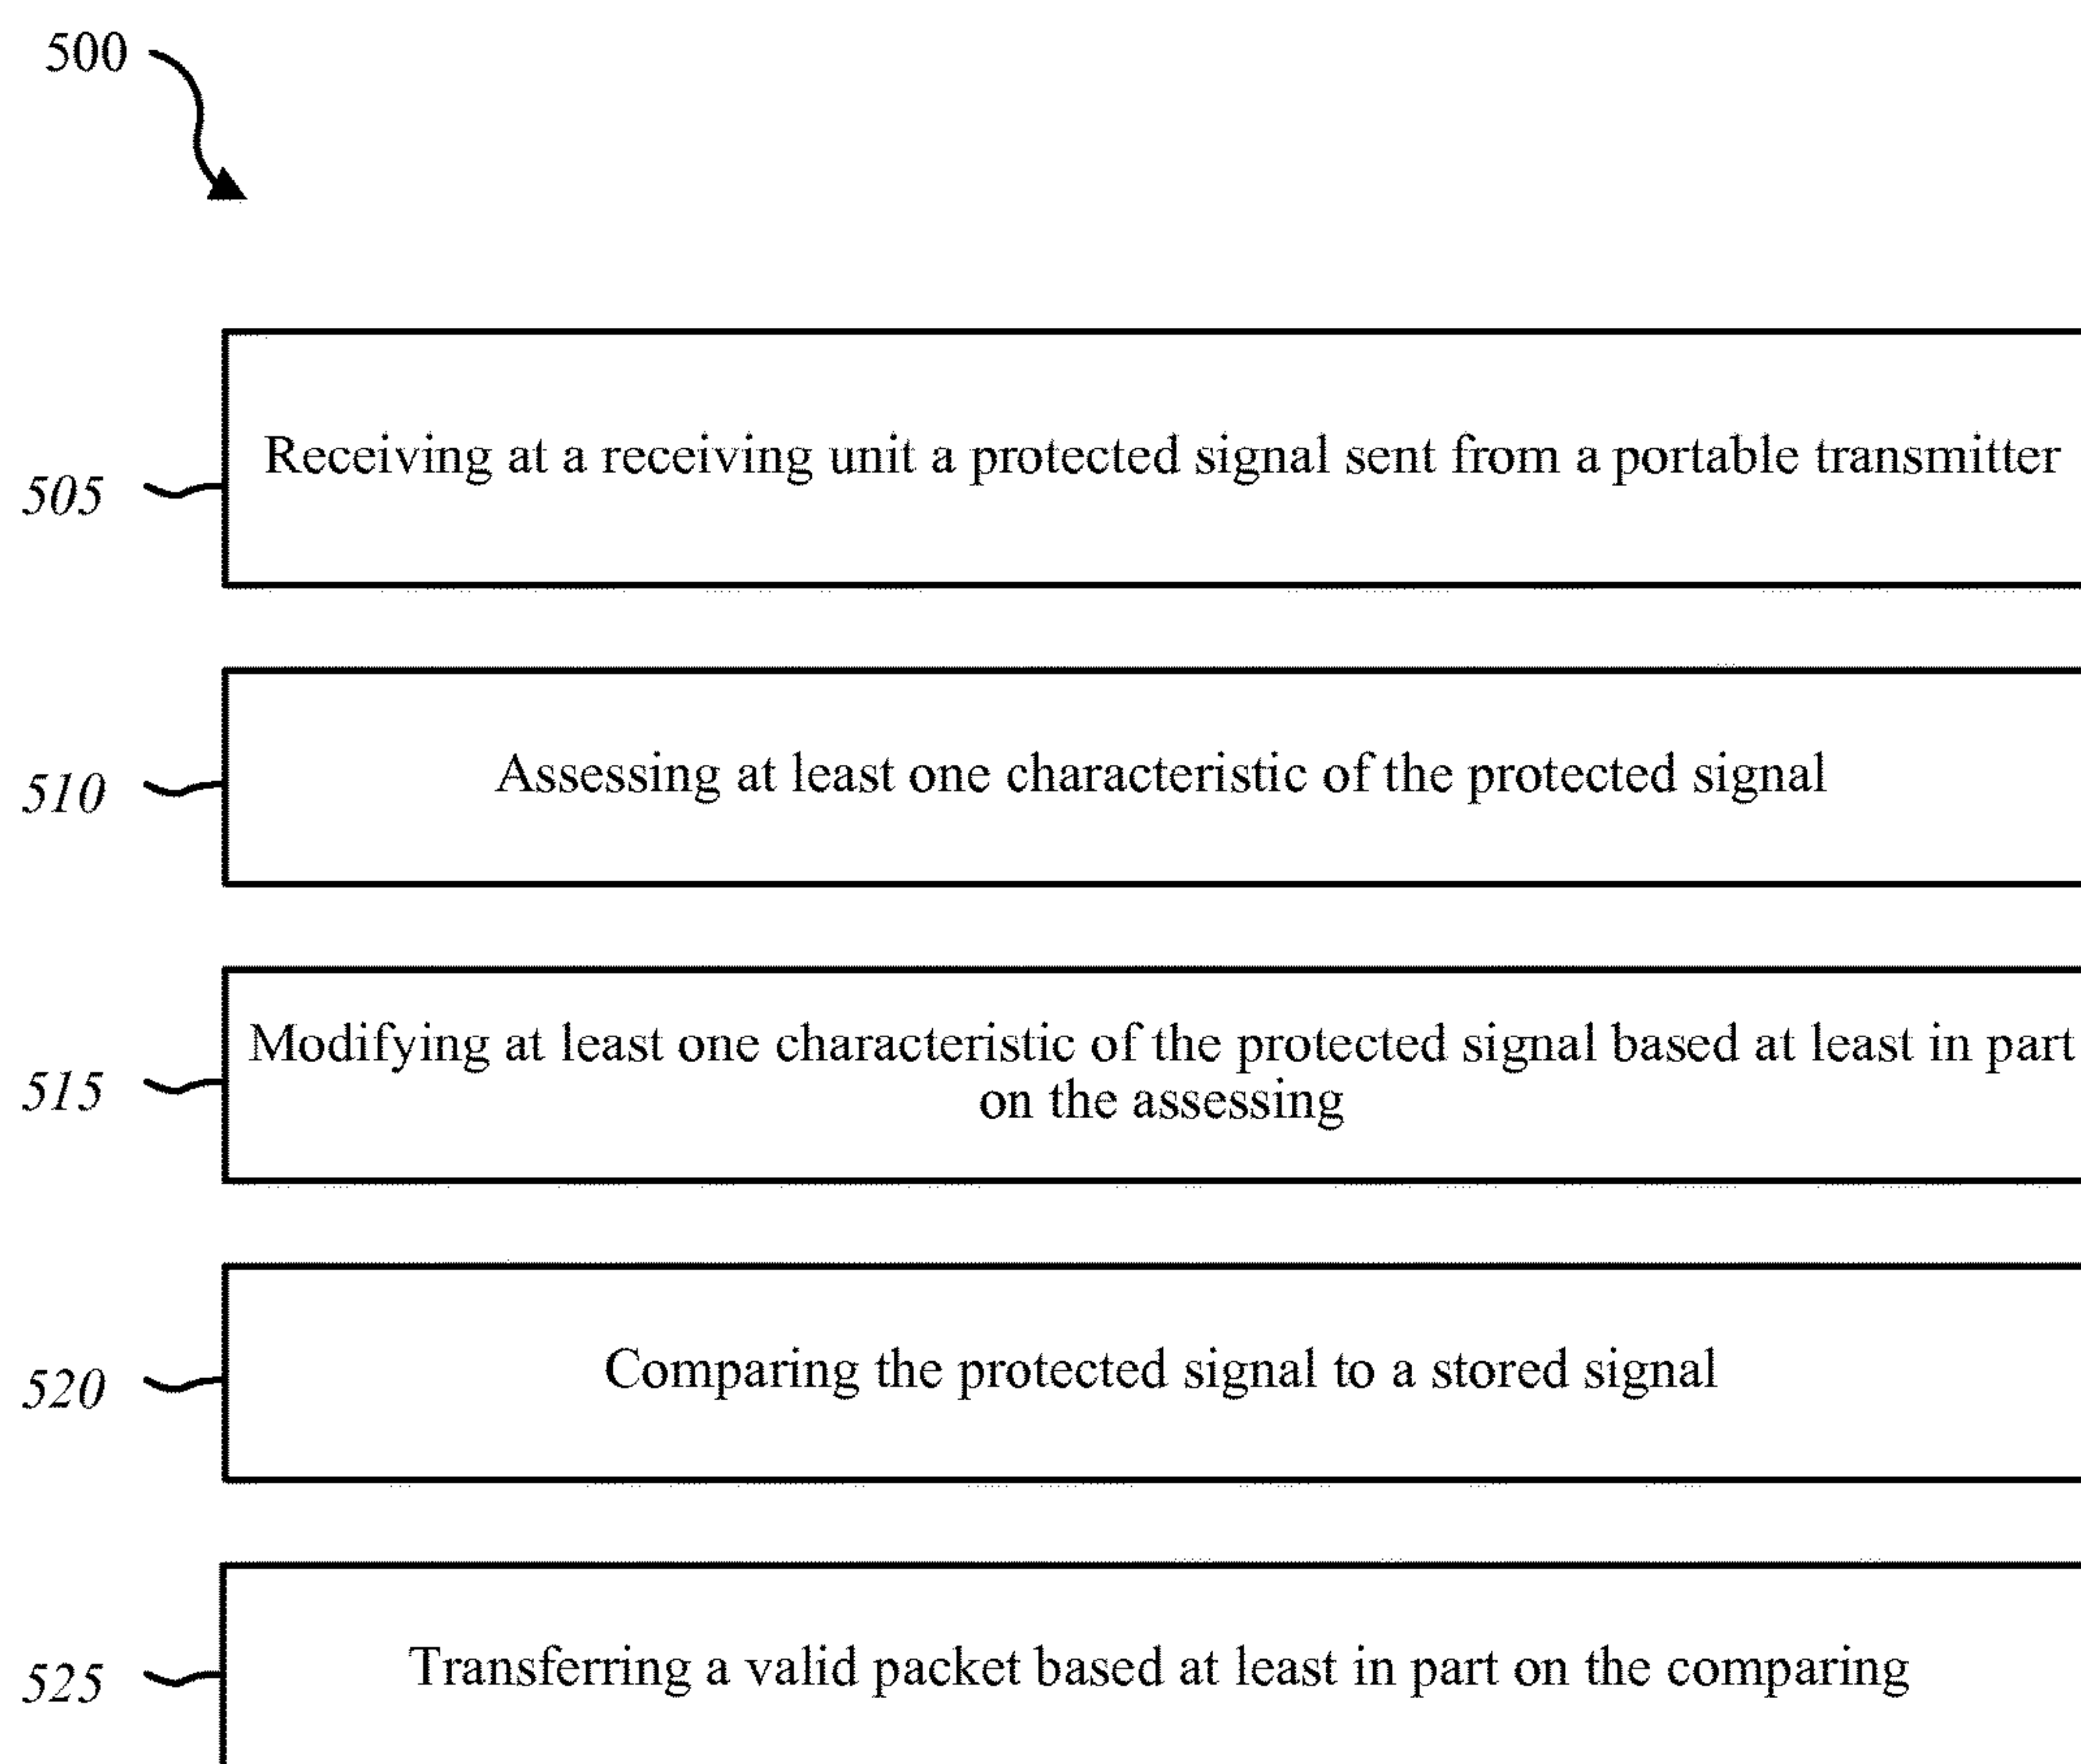 500
Receiving at a receiving unit a protected signal sent from a portable transmitter
505
Assessing at least one characteristic of the protected signal
510
Modifying at least one characteristic of the protected signal based at least in part
on the assessing
515
Comparing the protected signal to a stored signal
520
Transferring a valid packet based at least in part on the comparing
525